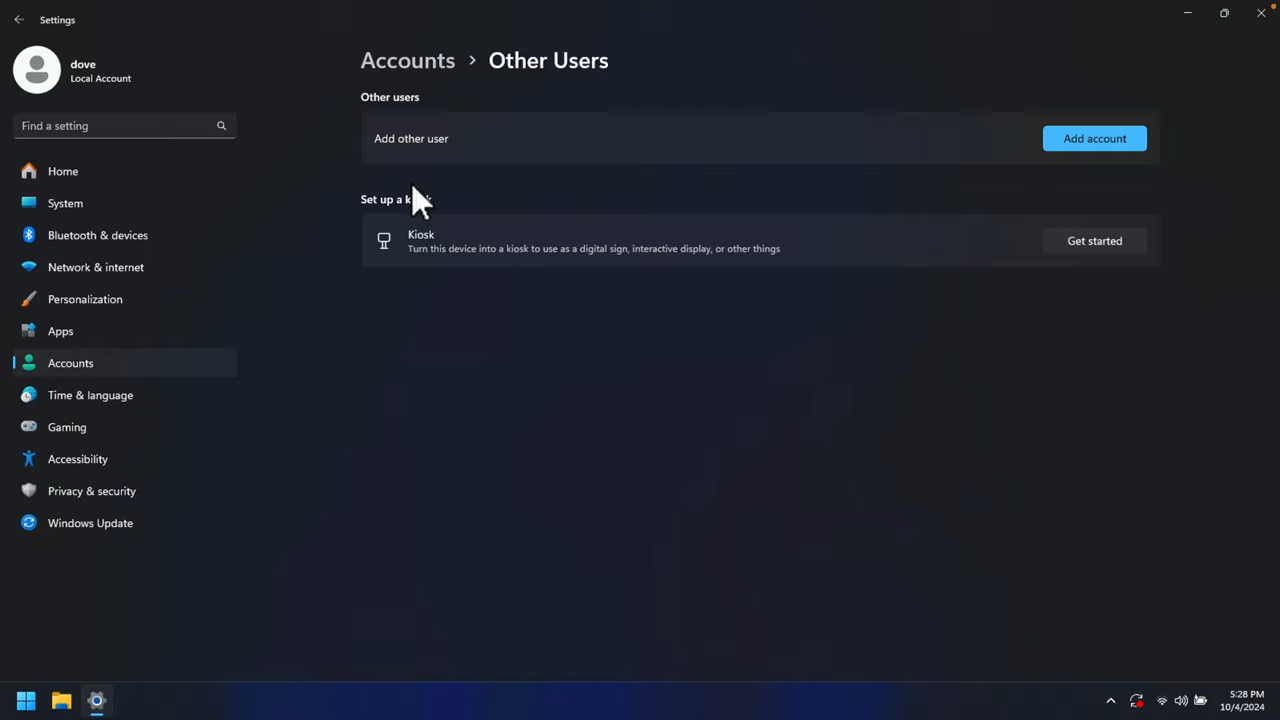 Settings
dove
Local Account
Find a setting
Home
System
Bluetooth & devices
Network & internet
Personalization
Apps
Accounts
Time & language
Gaming
Accessibility
Privacy & security
Windows Update
Accounts > Other Users
Other users
Add other user
Add account
Set up a k
Kiosk
Turn this device into a kiosk to use as a digital sign, interactive display, or other things
Get started
5:28 PM
10/4/2024